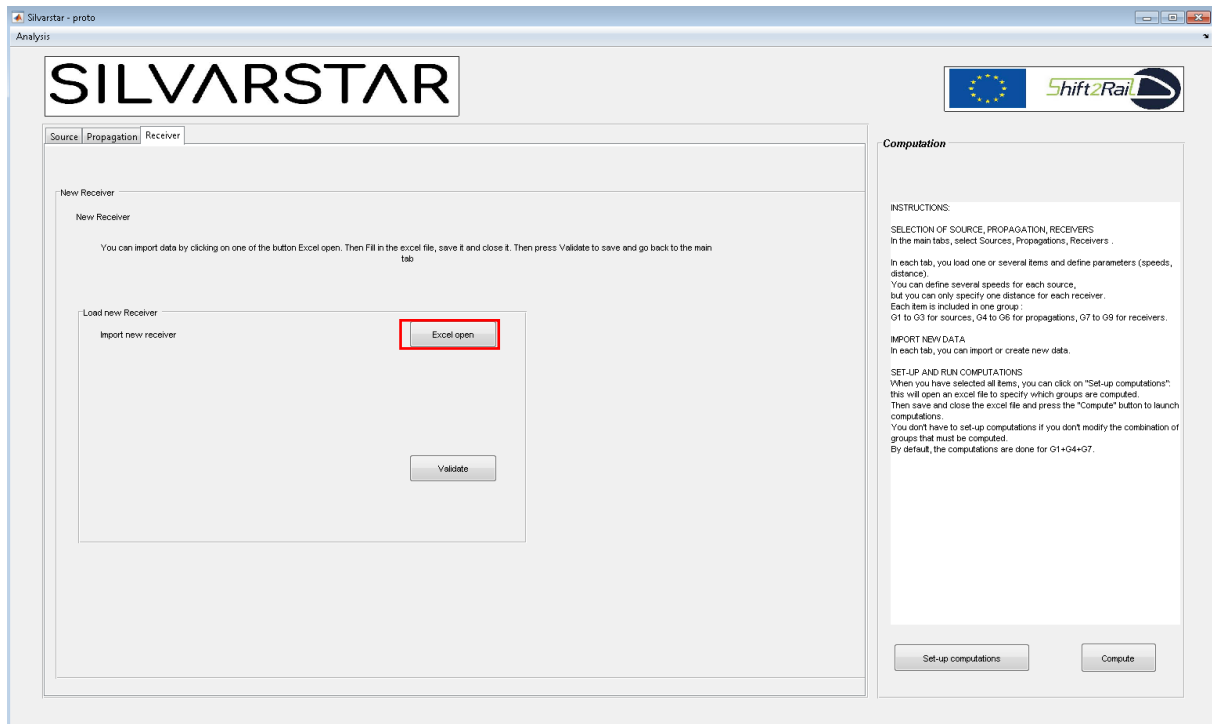 Silvarstar - proto
Analysis
SILVARSTAR
Shift2Rail
Source Propagation Receiver
New Receiver
New Receiver
You can import data by clicking on one of the button Excel open. Then Fill in the excel file, save it and close it. Then press Validate to save and go back to the main
tab
Load new Receiver
Import new receiver
Excel open
Validate
Computation
INSTRUCTIONS:
SELECTION OF SOURCE, PROPAGATION, RECEIVERS
In the main tabs, select Sources, Propagations, Receivers .
In each tab, you load one or several items and define parameters (speeds,
distance).
You can define several speeds for each source,
but you can only specify one distance for each receiver.
Each item is included in one group :
G1 to G3 for sources, G4 to G6 for propagations, G7 to G9 for receivers.
IMPORT NEW DATA
In each tab, you can import or create new data.
SET-UP AND RUN COMPUTATIONS
When you have selected all items, you can click on "Set-up computations":
this will open an excel file to specify which groups are computed.
Then save and close the excel file and press the "Compute" button to launch
computations.
You don't have to set-up computations if you don't modify the combination of
groups that must be computed.
By default, the computations are done for G1+G4+G7.
Set-up computations
Compute